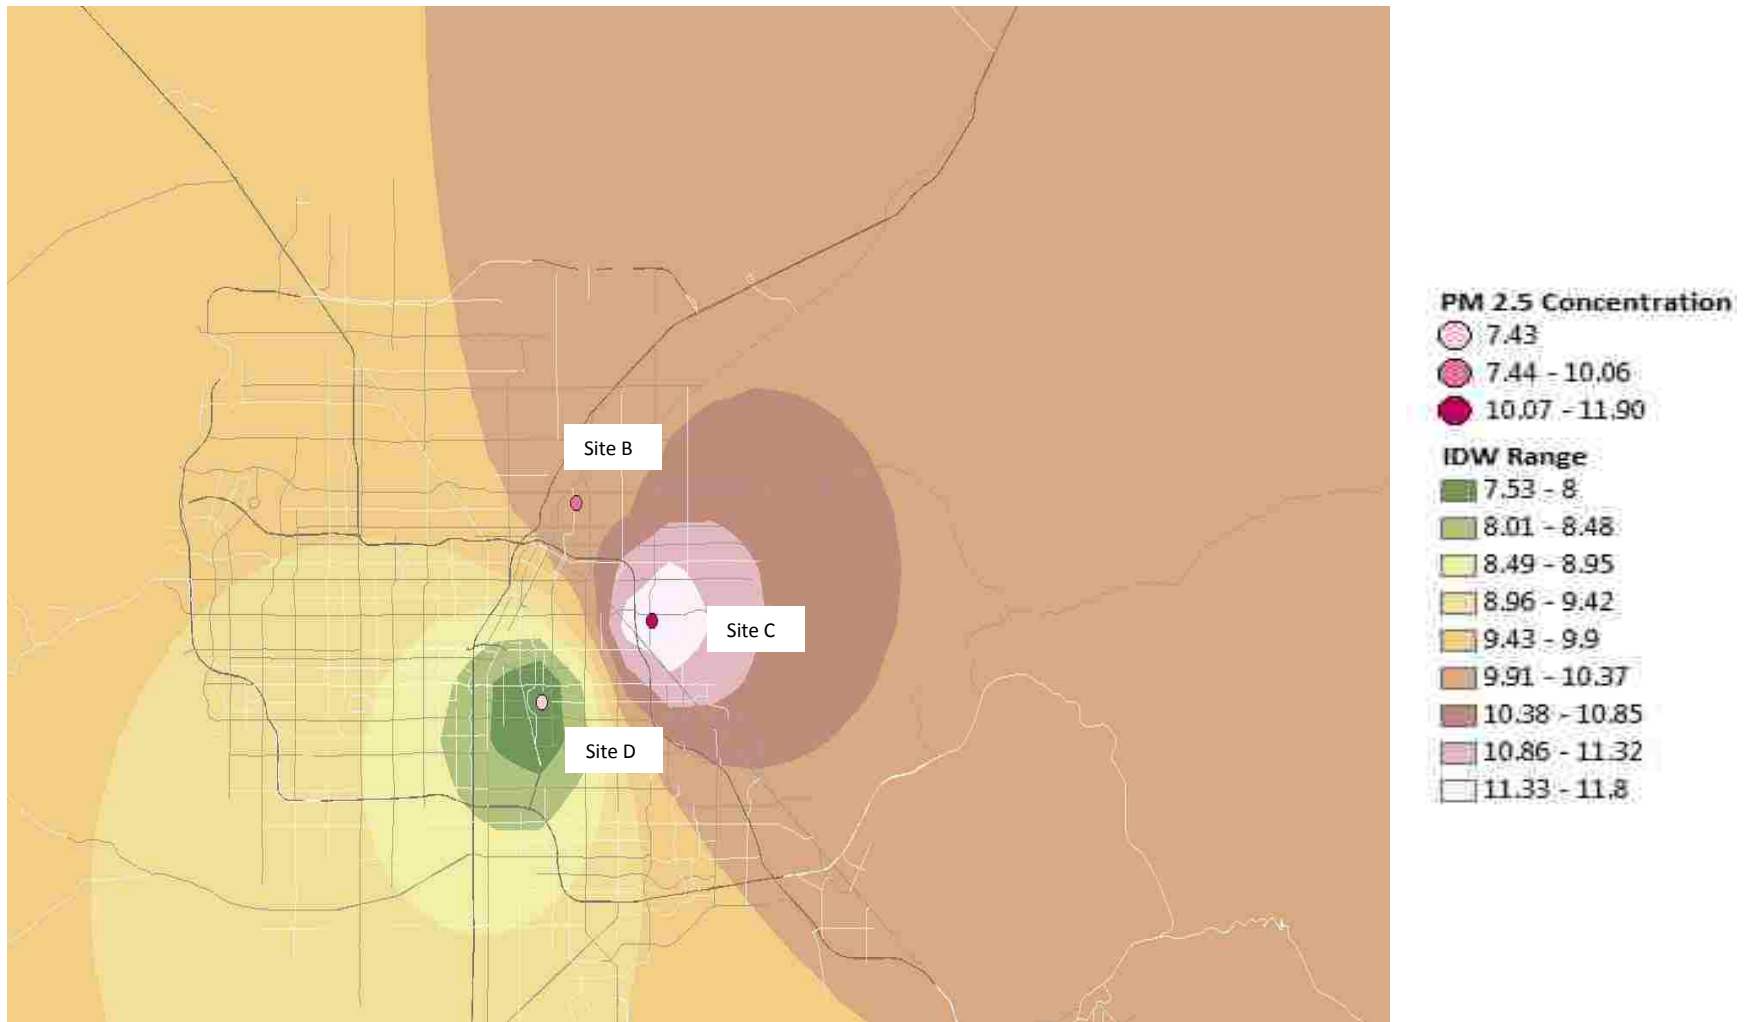 Site B
Site C
Site D
PM 2.5 Concentration
7.43
7.44 - 10.06
10.07 - 11.90
IDW Range
7.53 - 8
8.01 - 8.48
8.49 - 8.95
8.96 - 9.42
9.43 - 9.9
9.91 - 10.37
10.38 - 10.85
10.86 - 11.32
11.33 - 11.8